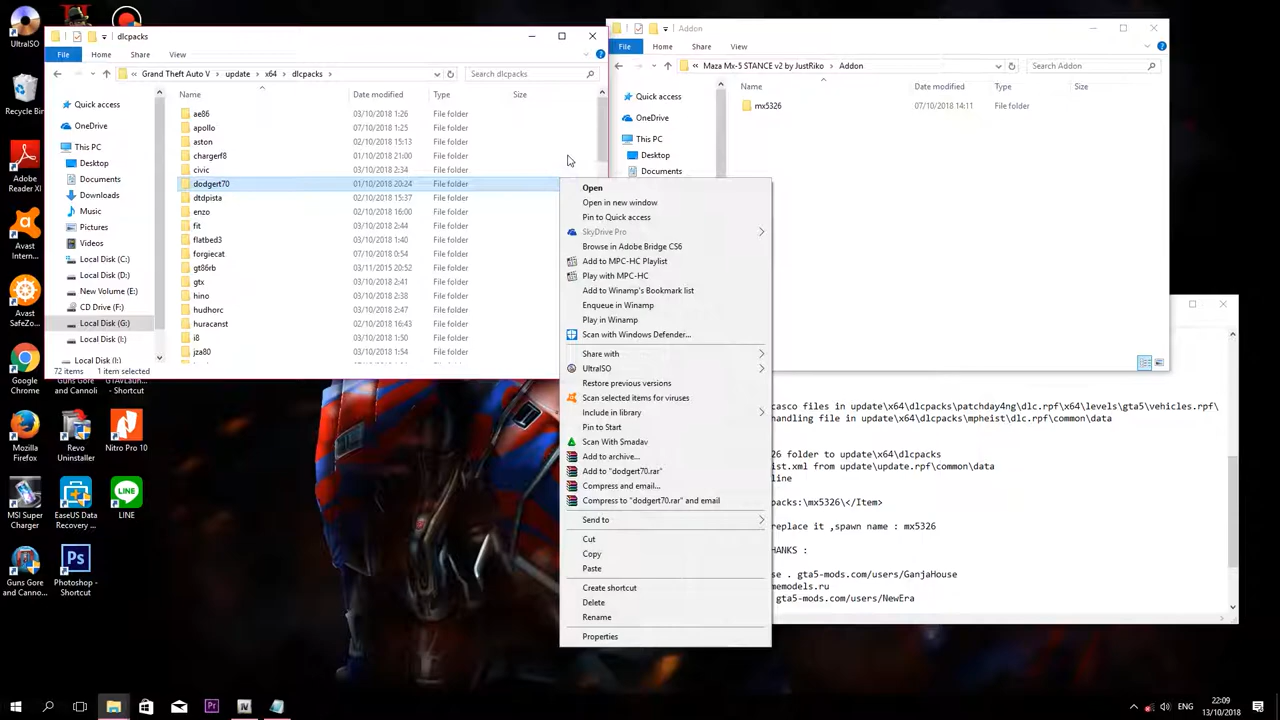 UltraISO
Recycle Bin
Adobe
Reader XI
Avast
Intern...
Avast
SafeZo...
Google
Chrome
Guns Gore
and Cannoli
GTAVLaun...
- Shortcut
Mozilla
Firefox
Revo
Uninstaller
Nitro Pro 10
MSI Super
Charger
EaseUS Data
Recovery ...
LINE
Guns Gore
and Canno...
Photoshop -
Shortcut
dlcpacks
File
Home
Share
View
Grand Theft Auto V
update
x64
dlcpacks
Search dlcpacks
Quick access
OneDrive
This PC
Desktop
Documents
Downloads
Music
Pictures
Videos
Local Disk (C:)
Local Disk (D:)
New Volume (E:)
CD Drive (F:)
Local Disk (G:)
Local Disk (I:)
Local Disk (I:)
Name Date modified Type Size
ae86 03/10/2018 1:26 File folder
apollo 07/10/2018 1:25 File folder
aston 02/10/2018 15:13 File folder
chargerf8 01/10/2018 21:00 File folder
civic 03/10/2018 2:34 File folder
dodgert70 01/10/2018 20:24 File folder
dtdpista 02/10/2018 15:37 File folder
enzo 02/10/2018 16:00 File folder
fit 03/10/2018 2:44 File folder
flatbed3 03/10/2018 1:40 File folder
forgiecat 07/10/2018 0:54 File folder
gt86rb 03/11/2015 20:52 File folder
gtx 03/10/2018 2:41 File folder
hino 03/10/2018 2:38 File folder
hudhorc 03/10/2018 2:47 File folder
huracanst 02/10/2018 16:43 File folder
i8 03/10/2018 1:54 File folder
jza80 03/10/2018 1:54 File folder
72 items 1 item selected
Addon
File
Home
Share
View
Maza Mx-5 STANCE v2 by JustRiko
Addon
Search Addon
Quick access
OneDrive
This PC
Desktop
Documents
Name Date modified Type Size
mx5326 07/10/2018 14:11 File folder
Open
Open in new window
Pin to Quick access
SkyDrive Pro
Browse in Adobe Bridge CS6
Add to MPC-HC Playlist
Play with MPC-HC
Add to Winamp's Bookmark list
Enqueue in Winamp
Play in Winamp
Scan with Windows Defender...
Share with
UltraISO
Restore previous versions
Scan selected items for viruses
Include in library
Pin to Start
Scan With Smadav
Add to archive...
Add to "dodgert70.rar"
Compress and email...
Compress to "dodgert70.rar" and email
Send to
Cut
Copy
Paste
Create shortcut
Delete
Rename
Properties
casco files in update\x64\dlcpacks\patchday4ng\dlc.rpf\x64\levels\gta5\vehicles.rpf\
handling file in update\x64\dlcpacks\mpheist\dlc.rpf\common\data
26 folder to update\x64\dlcpacks
ist.xml from update\update.rpf\common\data
line
packs:\mx5326\</Item>
replace it ,spawn name : mx5326
HANKS :
se . gta5-mods.com/users/GanjaHouse
memodels.ru
gta5-mods.com/users/NewEra
ENG
22:09
13/10/2018